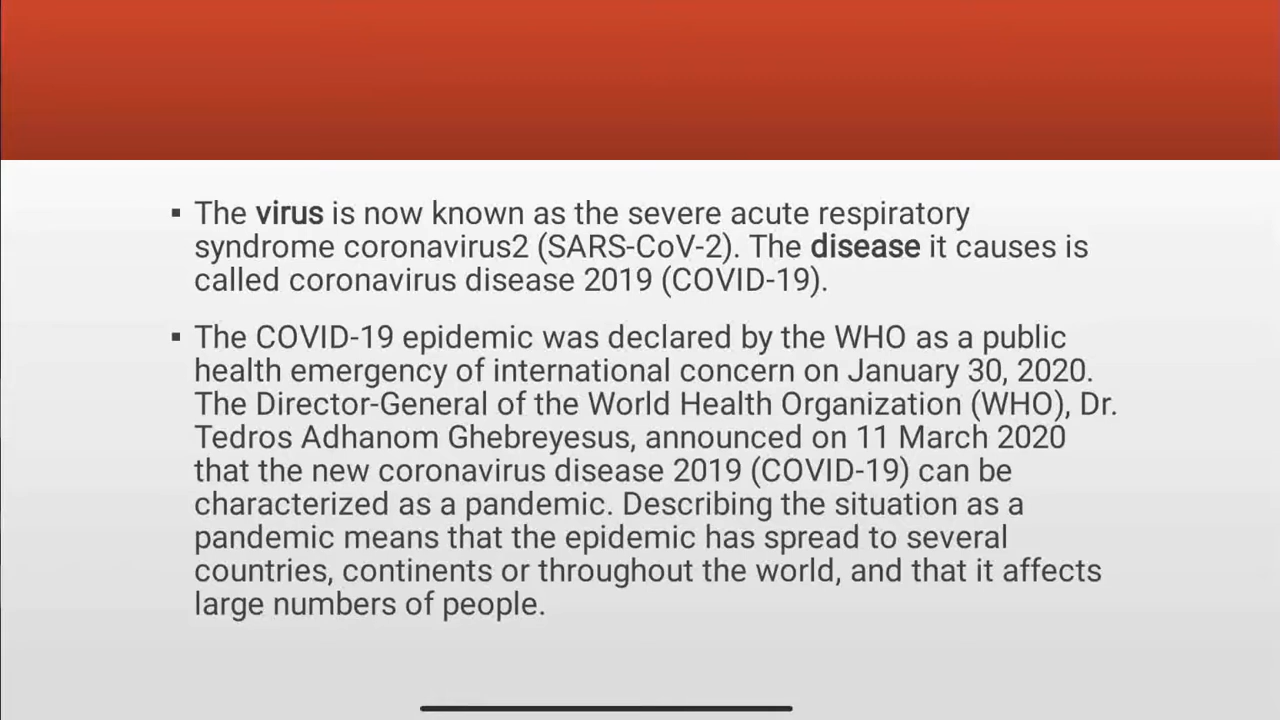 ▪ The virus is now known as the severe acute respiratory
syndrome coronavirus2 (SARS-CoV-2). The disease it causes is
called coronavirus disease 2019 (COVID-19).
▪ The COVID-19 epidemic was declared by the WHO as a public
health emergency of international concern on January 30, 2020.
The Director-General of the World Health Organization (WHO), Dr.
Tedros Adhanom Ghebreyesus, announced on 11 March 2020
that the new coronavirus disease 2019 (COVID-19) can be
characterized as a pandemic. Describing the situation as a
pandemic means that the epidemic has spread to several
countries, continents or throughout the world, and that it affects
large numbers of people.